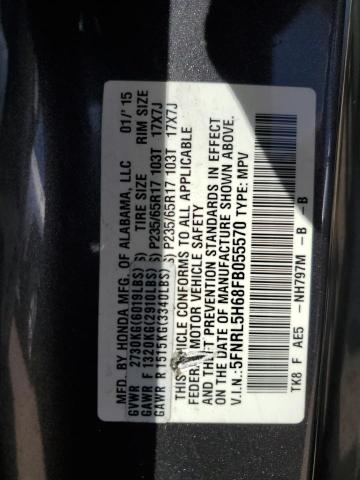 MFD. BY HONDA MFG. OF ALABAMA, LLC 01/'15
TIRE SIZE RIM SIZE
GVWR 2730KG(6019LBS)
GAWR F 1320KG(2910LBS) P235/65R17 103T 17X7J
GAWR R 1515KG(3340LBS) P235/65R17 103T 17X7J
THIS VEHICLE CONFORMS TO ALL APPLICABLE
FEDERAL MOTOR VEHICLE SAFETY
AND THEFT PREVENTION STANDARDS IN EFFECT
ON THE DATE OF MANUFACTURE SHOWN ABOVE.
V.I.N.: 5FNRL5H68FB055570 TYPE: MPV
TK8 F AE5 -NH797M -B -B